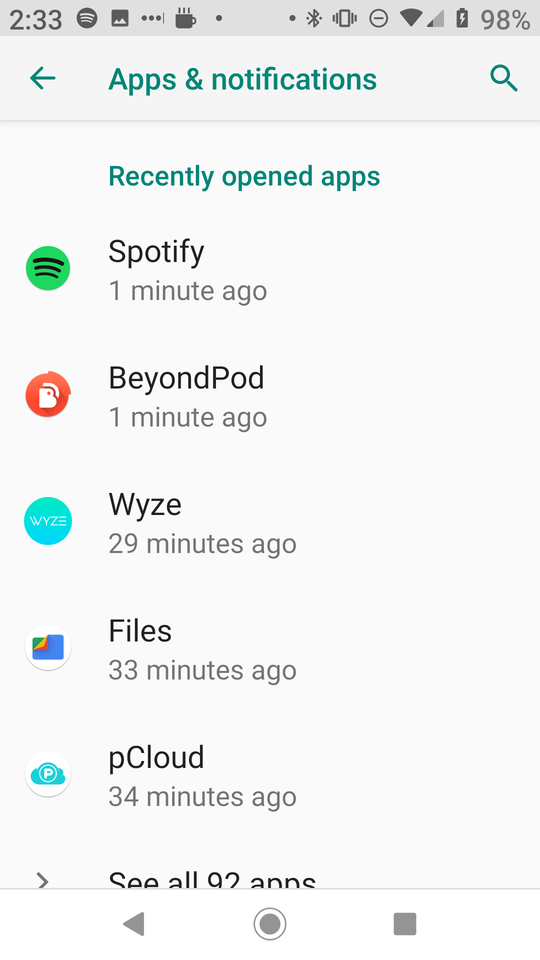 2:33 98%
Apps & notifications
Recently opened apps
Spotify
1 minute ago
BeyondPod
1 minute ago
WYZE
Wyze
29 minutes ago
Files
33 minutes ago
pCloud
34 minutes ago
See all 92 apps